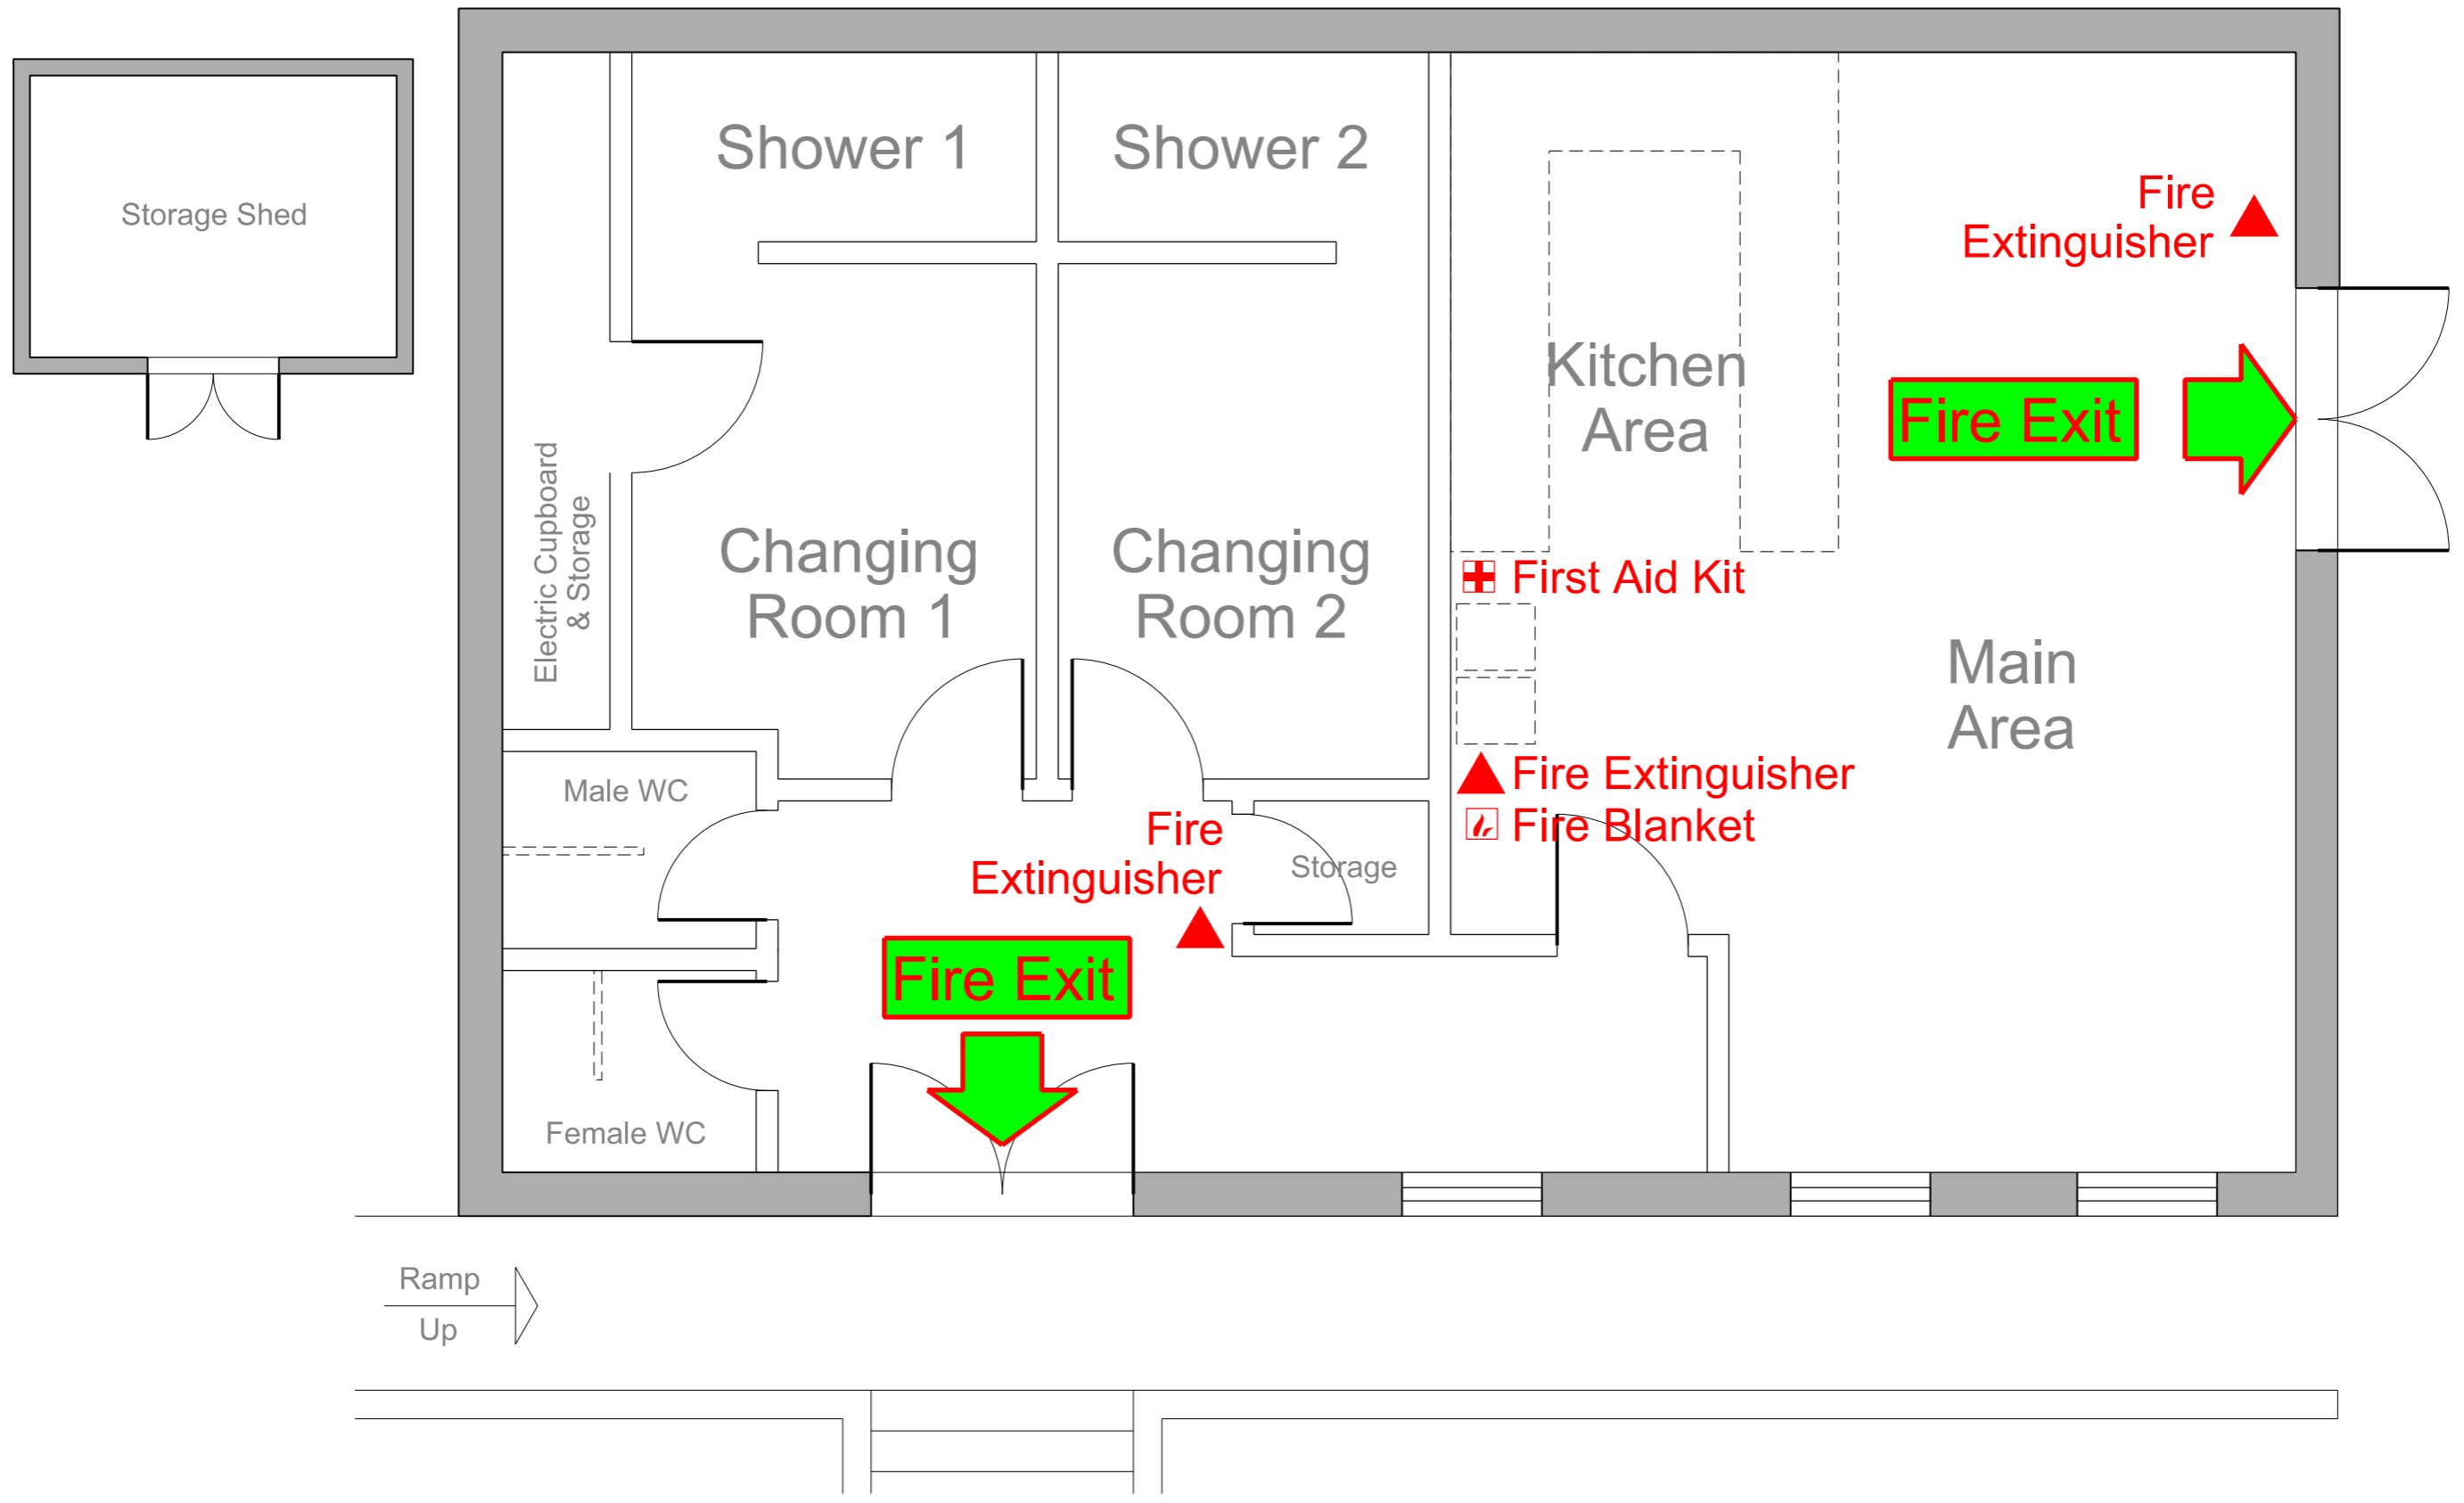 Storage Shed
Shower 1
Shower 2
Fire
Extinguisher
Kitchen
Area
Fire Exit
Electric Cupboard
& Storage
Changing
Room 1
Changing
Room 2
First Aid Kit
Main
Area
Male WC
Fire Extinguisher
Fire Blanket
Fire
Extinguisher
Storage
Fire Exit
Female WC
Ramp
Up